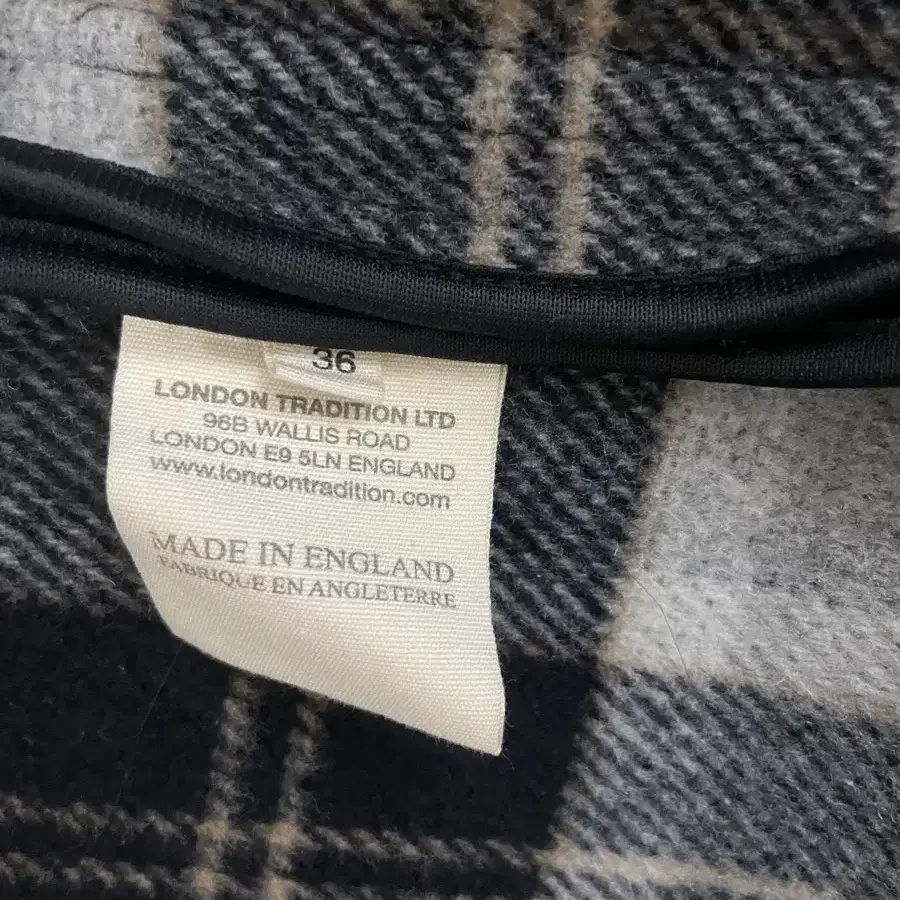 36
LONDON TRADITION LTD
96B WALLIS ROAD
LONDON E9 5LN ENGLAND
www.londontradition.com
MADE IN ENGLAND
FABRIQUE EN ANGLETERRE